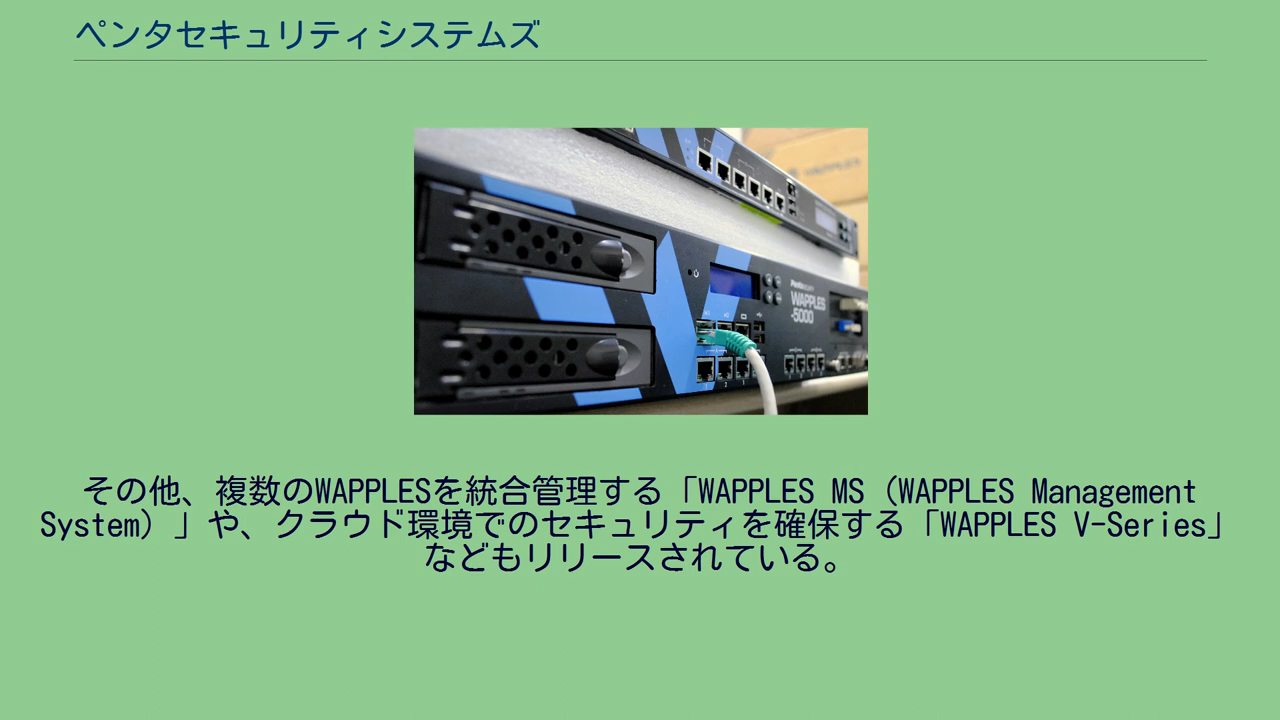 ペンタセキュリティシステムズ
WAPPLES
Penta
WAPPLES
-5000
その他、複数のWAPPLESを統合管理する「WAPPLES MS（WAPPLES Management
System）」や、クラウド環境でのセキュリティを確保する「WAPPLES V-Series」
などもリリースされている。